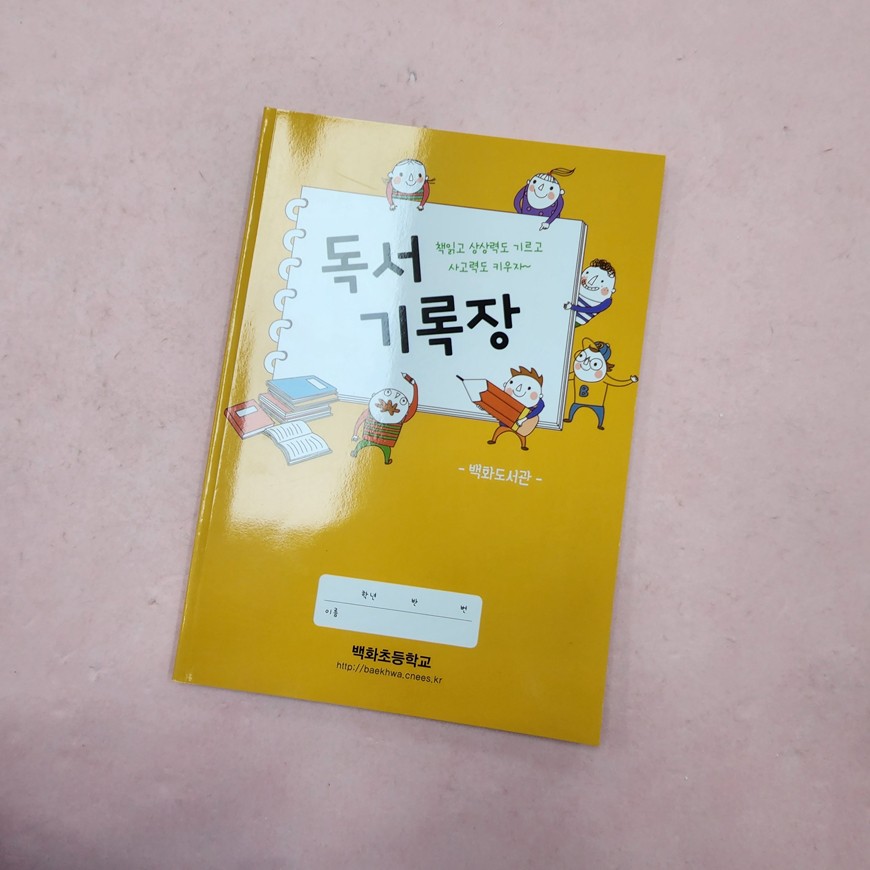 독서
기록장
책읽고 상상력도 기르고
사고력도 키우자~
B
- 백화도서관 -
학년 반 번
이름
백화초등학교
http://baekhwa.cnees.kr